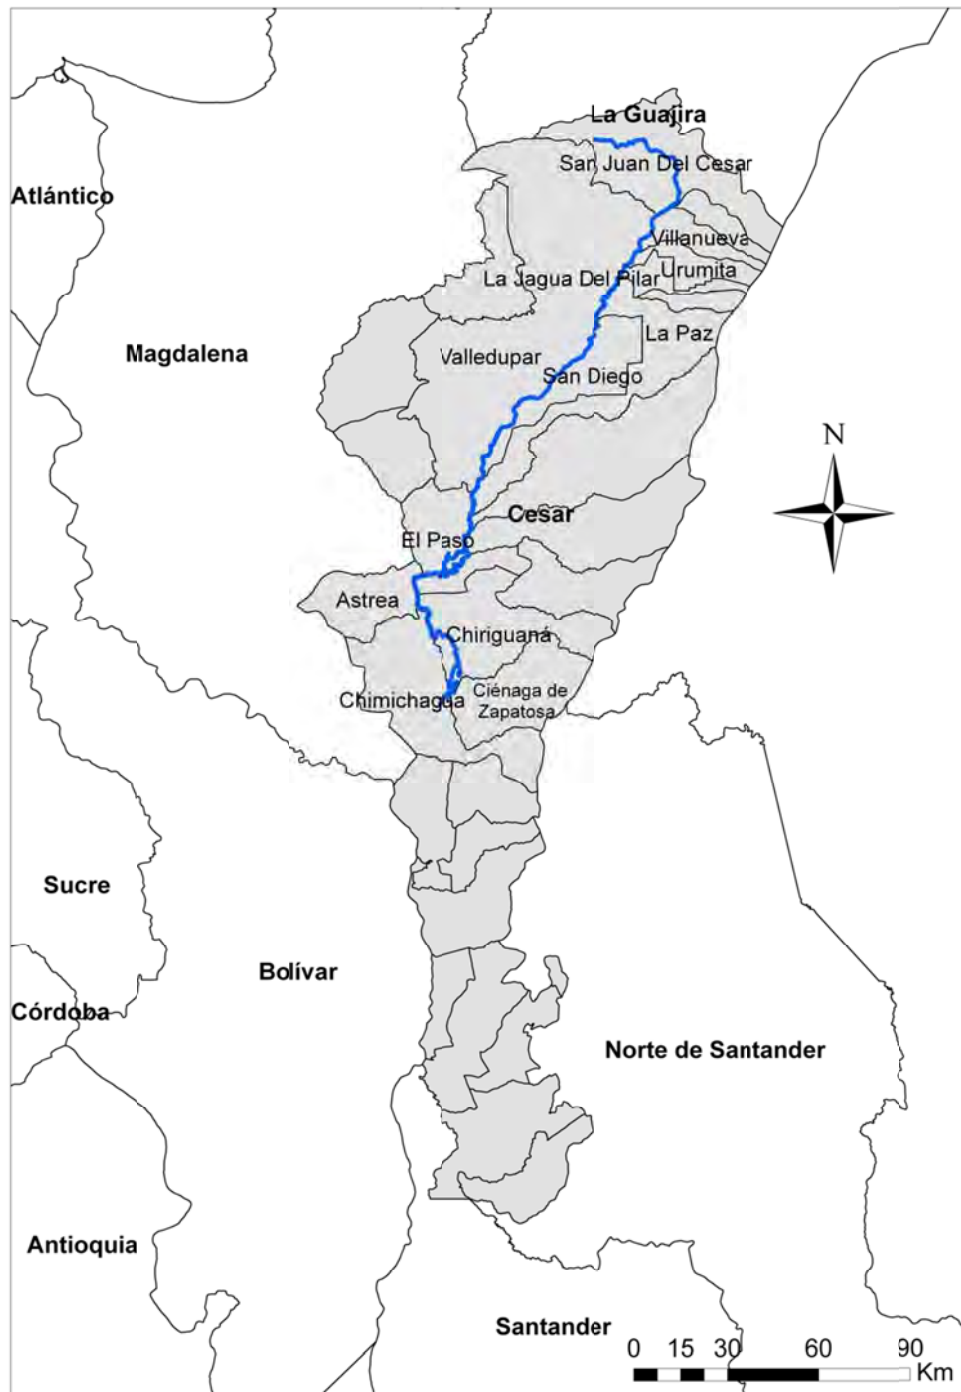 La Guajira
San Juan Del Cesar
Atlántico
Villanueva
Urumita
La Jagua Del Pilar
La Paz
Magdalena
Valledupar
San Diego
N
Cesar
El Paso
Astrea
Chiriguaná
Chimichagua
Ciénaga de
Zapatosa
Sucre
Bolívar
Córdoba
Norte de Santander
Antioquia
Santander
0 15 30 60 90
Km